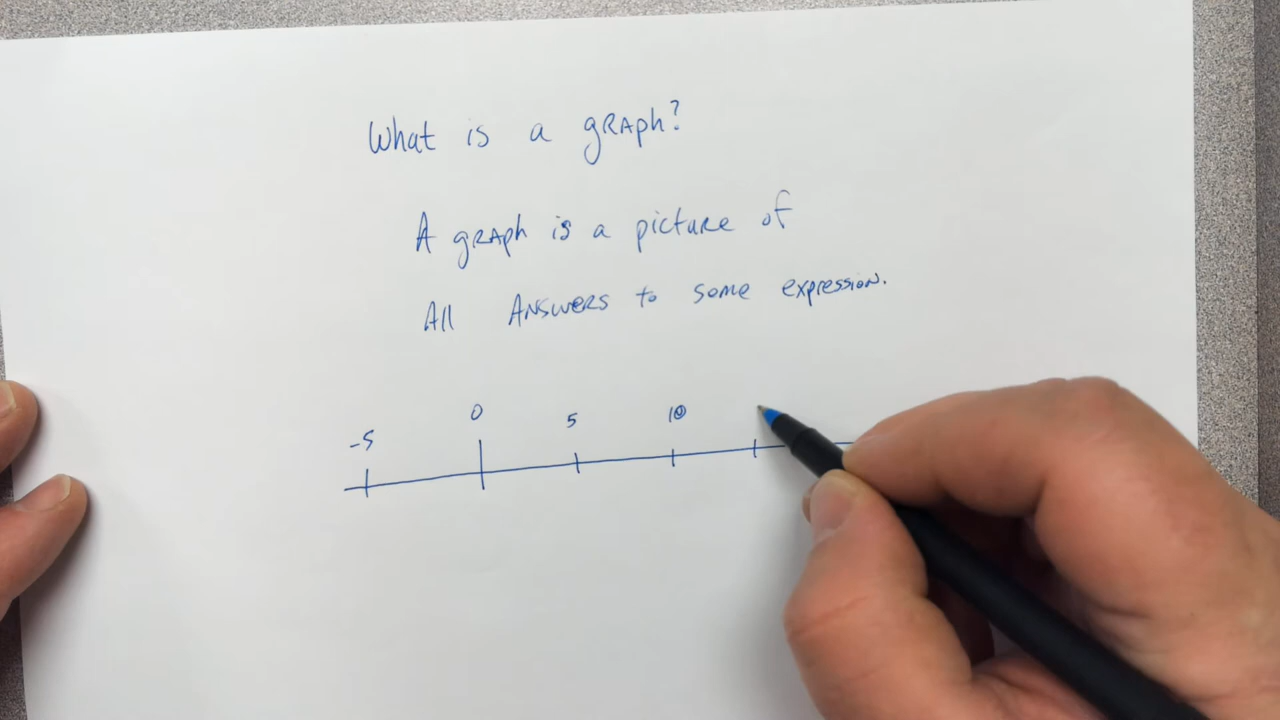 What is a graph?
A graph is a picture of
All Answers to some expression.
-5 0 5 10